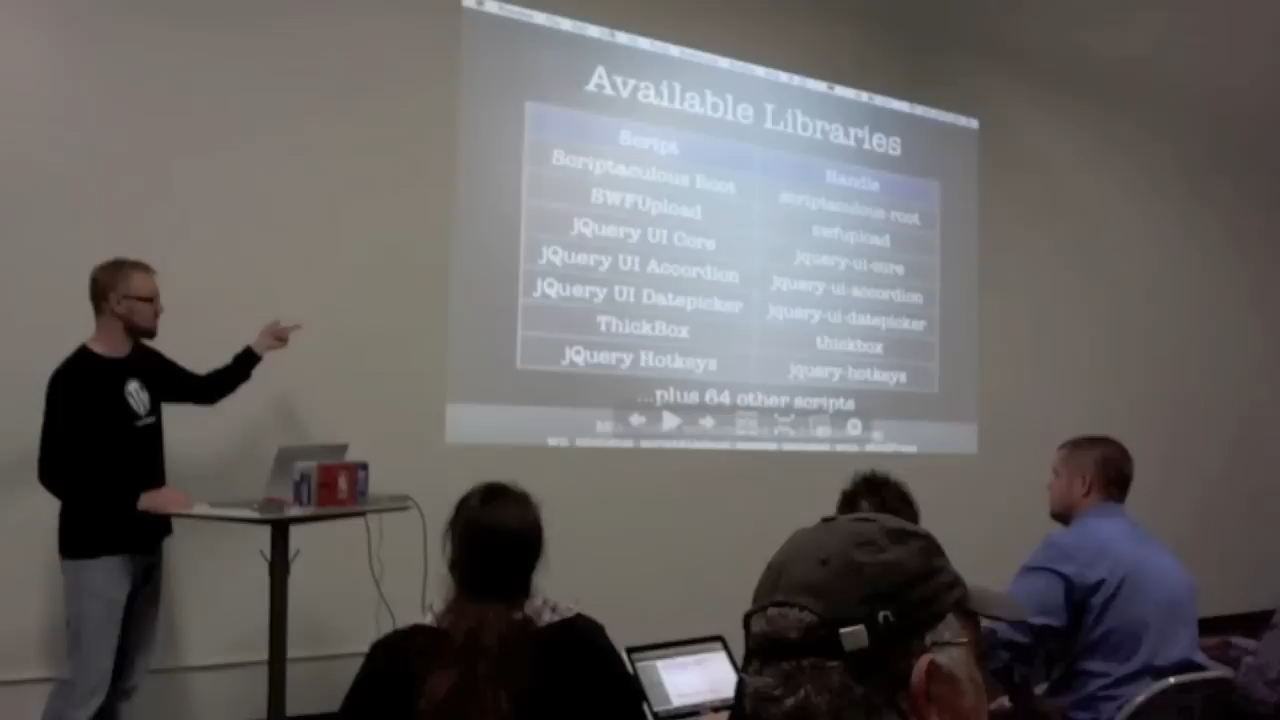 Available Libraries
Script Handle
Scriptaculous Root scriptaculous-root
SWFUpload swfupload
jQuery UI Core jquery-ui-core
jQuery UI Accordion jquery-ui-accordion
jQuery UI Datepicker jquery-ui-datepicker
ThickBox thickbox
jQuery Hotkeys jquery-hotkeys
...plus 64 other scripts